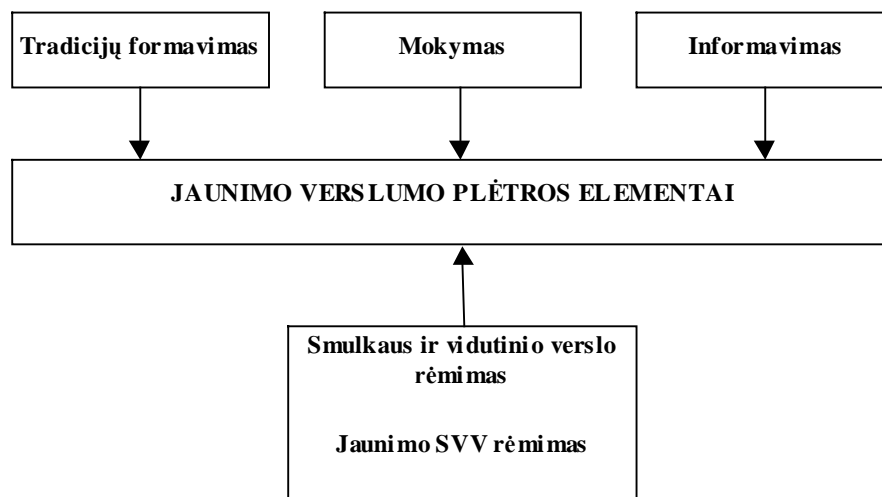 Tradicijų formavimas
Mokymas
Informavimas
JAUNIMO VERSLUMO PLĖTROS ELEMENTAI
Smulkaus ir vidutinio verslo
rėmimas
Jaunimo SVV rėmimas